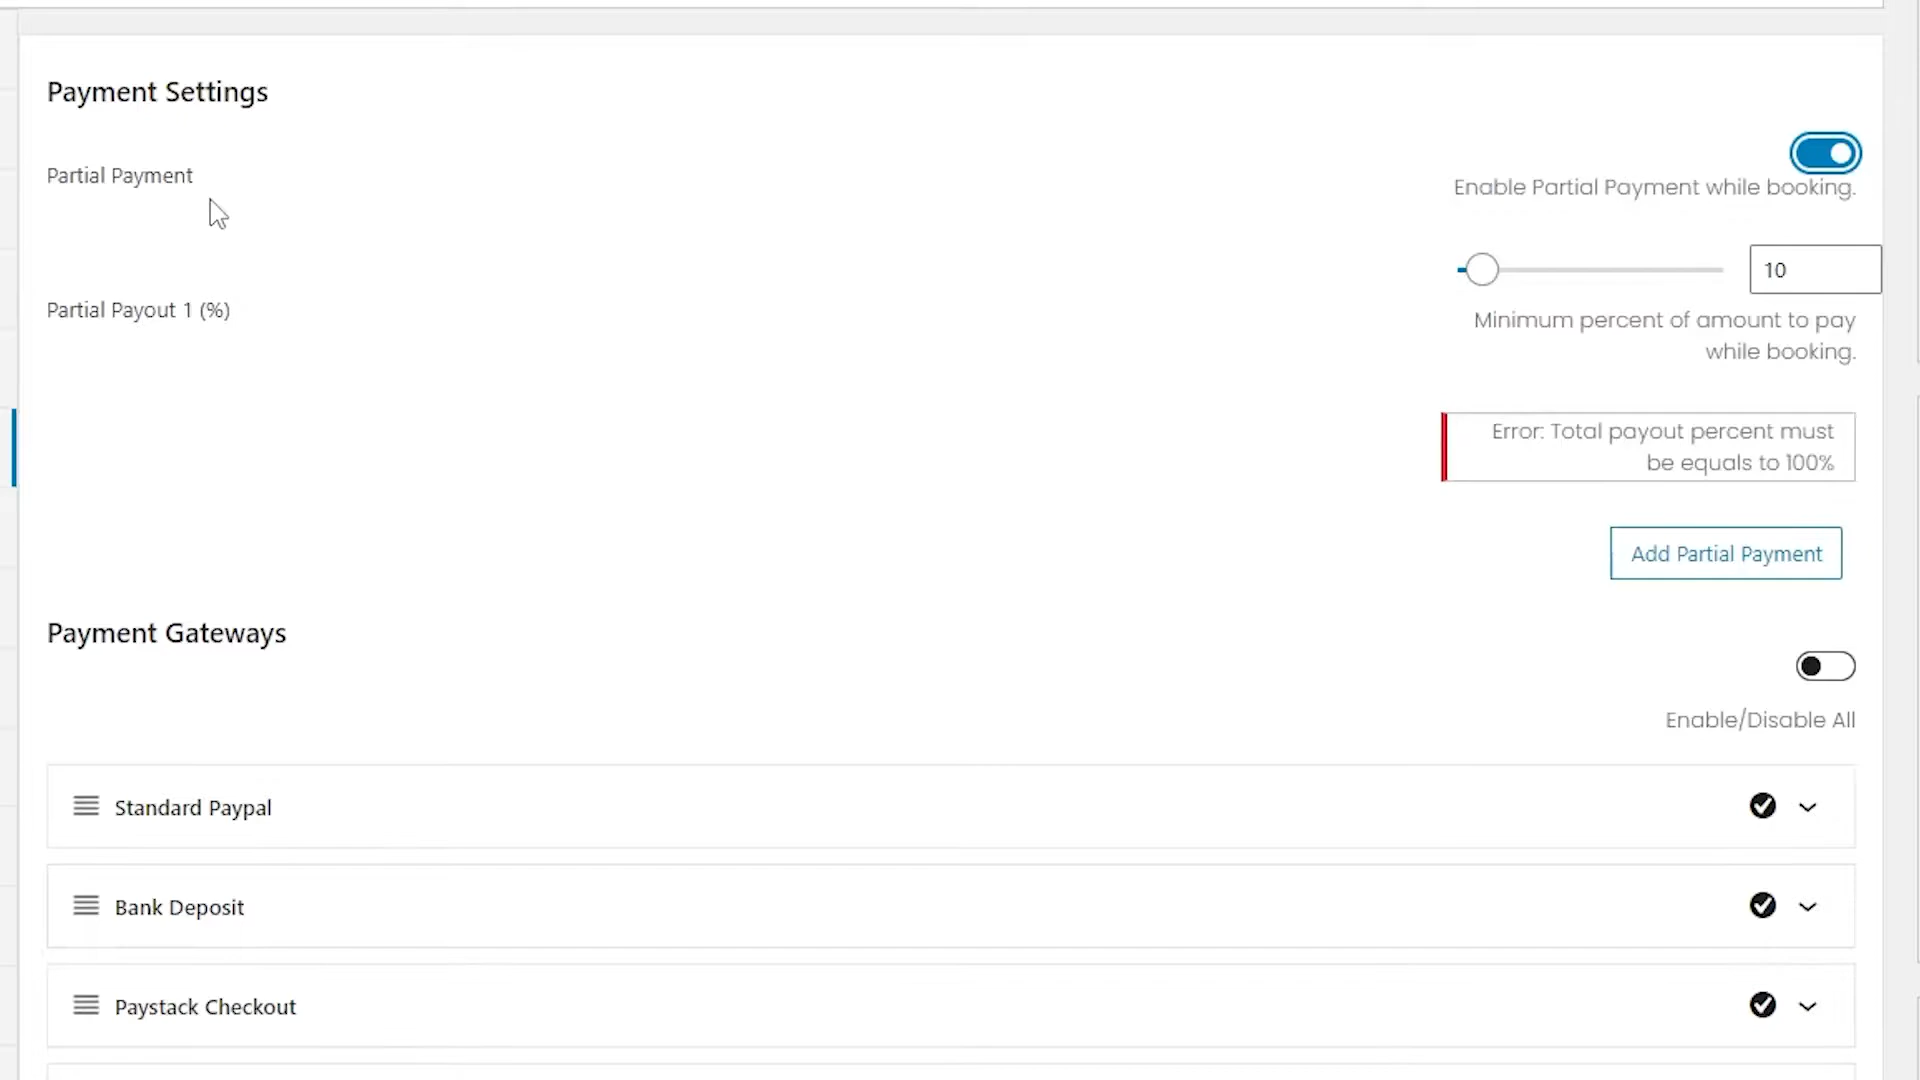 Payment Settings
Partial Payment
Enable Partial Payment while booking.
10
Partial Payout 1 (%)
Minimum percent of amount to pay
while booking.
Error: Total payout percent must
be equals to 100%
Add Partial Payment
Payment Gateways
Enable/Disable All
Standard Paypal
Bank Deposit
Paystack Checkout